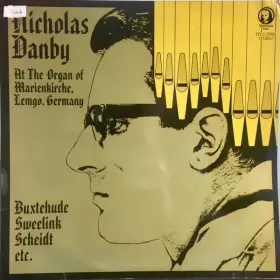 Nicholas
Danby
At The Organ of
Marienkirche,
Lemgo, Germany
Buxtehude
Sweelink
Scheidt
etc.